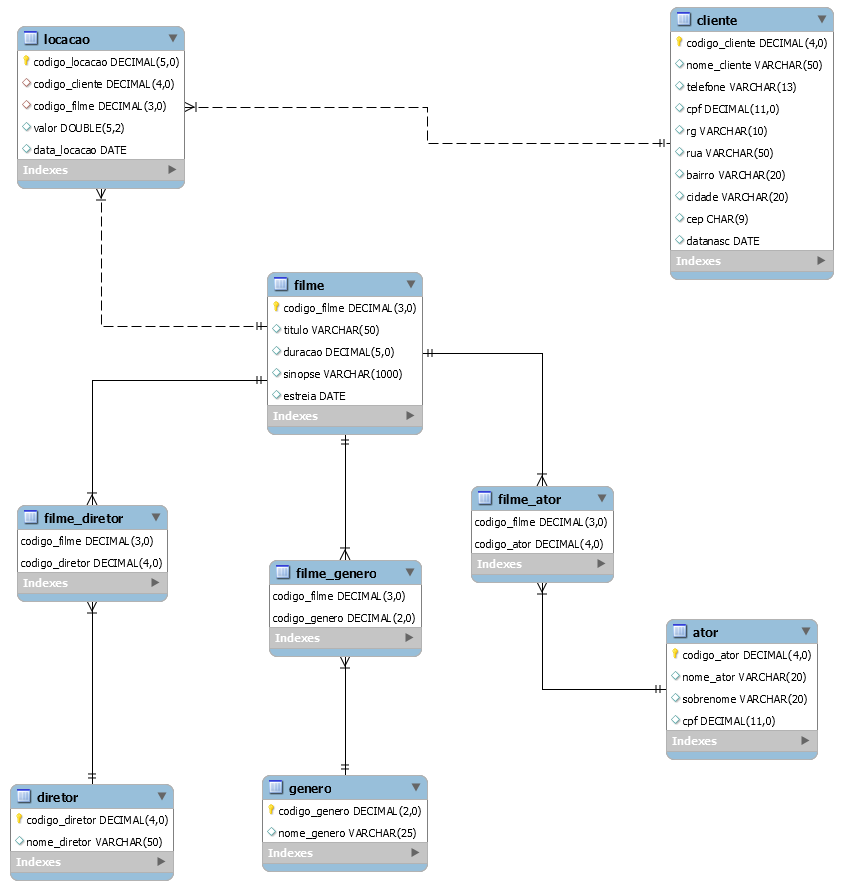 locacao
codigo_locacao DECIMAL(5,0)
codigo_cliente DECIMAL(4,0)
codigo_filme DECIMAL(3,0)
valor DOUBLE(5,2)
data_locacao DATE
Indexes
cliente
codigo_cliente DECIMAL(4,0)
nome_cliente VARCHAR(50)
telefone VARCHAR(13)
cpf DECIMAL(11,0)
rg VARCHAR(10)
rua VARCHAR(50)
bairro VARCHAR(20)
cidade VARCHAR(20)
cep CHAR(9)
datanasc DATE
Indexes
filme
codigo_filme DECIMAL(3,0)
titulo VARCHAR(50)
duracao DECIMAL(5,0)
sinopse VARCHAR(1000)
estreia DATE
Indexes
filme_diretor
codigo_filme DECIMAL(3,0)
codigo_diretor DECIMAL(4,0)
Indexes
filme_genero
codigo_filme DECIMAL(3,0)
codigo_genero DECIMAL(2,0)
Indexes
filme_ator
codigo_filme DECIMAL(3,0)
codigo_ator DECIMAL(4,0)
Indexes
ator
codigo_ator DECIMAL(4,0)
nome_ator VARCHAR(20)
sobrenome VARCHAR(20)
cpf DECIMAL(11,0)
Indexes
diretor
codigo_diretor DECIMAL(4,0)
nome_diretor VARCHAR(50)
Indexes
genero
codigo_genero DECIMAL(2,0)
nome_genero VARCHAR(25)
Indexes